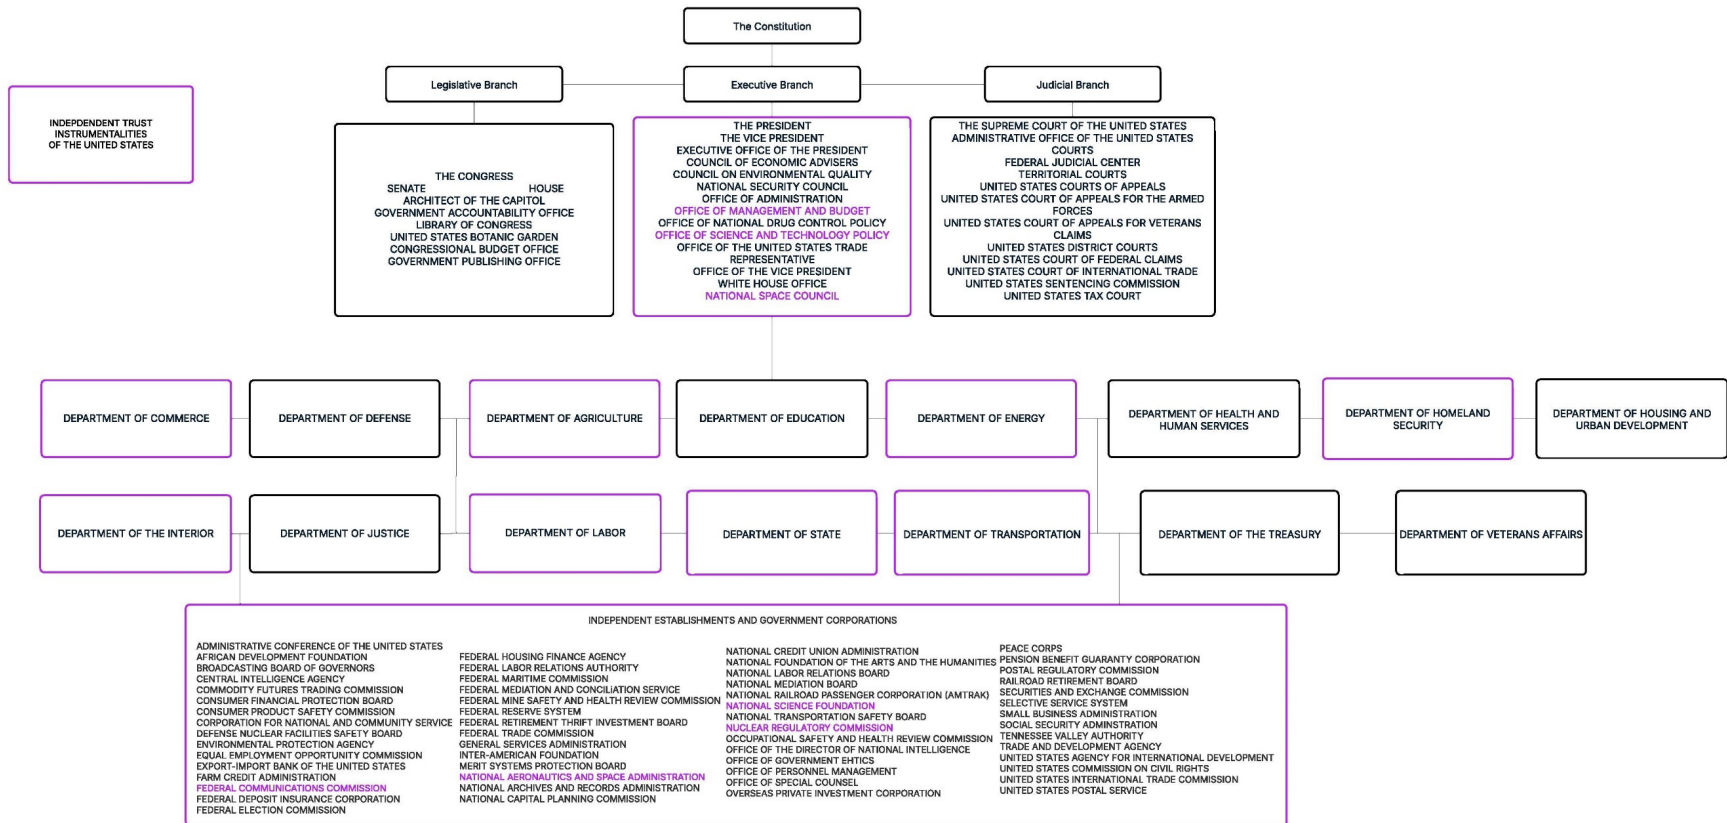 The Constitution
Legislative Branch
Executive Branch
Judicial Branch
INDEPDENDENT TRUST
INSTRUMENTALITIES
OF THE UNITED STATES
THE CONGRESS
SENATE HOUSE
ARCHITECT OF THE CAPITOL
GOVERNMENT ACCOUNTABILITY OFFICE
LIBRARY OF CONGRESS
UNITED STATES BOTANIC GARDEN
CONGRESSIONAL BUDGET OFFICE
GOVERNMENT PUBLISHING OFFICE
THE PRESIDENT
THE VICE PRESIDENT
EXECUTIVE OFFICE OF THE PRESIDENT
COUNCIL OF ECONOMIC ADVISERS
COUNCIL ON ENVIRONMENTAL QUALITY
NATIONAL SECURITY COUNCIL
OFFICE OF ADMINISTRATION
OFFICE OF MANAGEMENT AND BUDGET
OFFICE OF NATIONAL DRUG CONTROL POLICY
OFFICE OF SCIENCE AND TECHNOLOGY POLICY
OFFICE OF THE UNITED STATES TRADE
REPRESENTATIVE
OFFICE OF THE VICE PRESIDENT
WHITE HOUSE OFFICE
NATIONAL SPACE COUNCIL
THE SUPREME COURT OF THE UNITED STATES
ADMINISTRATIVE OFFICE OF THE UNITED STATES
COURTS
FEDERAL JUDICIAL CENTER
TERRITORIAL COURTS
UNITED STATES COURTS OF APPEALS
UNITED STATES COURT OF APPEALS FOR THE ARMED
FORCES
UNITED STATES COURT OF APPEALS FOR VETERANS
CLAIMS
UNITED STATES DISTRICT COURTS
UNITED STATES COURT OF FEDERAL CLAIMS
UNITED STATES COURT OF INTERNATIONAL TRADE
UNITED STATES SENTENCING COMMISSION
UNITED STATES TAX COURT
DEPARTMENT OF COMMERCE
DEPARTMENT OF DEFENSE
DEPARTMENT OF AGRICULTURE
DEPARTMENT OF EDUCATION
DEPARTMENT OF ENERGY
DEPARTMENT OF HEALTH AND
HUMAN SERVICES
DEPARTMENT OF HOMELAND
SECURITY
DEPARTMENT OF HOUSING AND
URBAN DEVELOPMENT
DEPARTMENT OF THE INTERIOR
DEPARTMENT OF JUSTICE
DEPARTMENT OF LABOR
DEPARTMENT OF STATE
DEPARTMENT OF TRANSPORTATION
DEPARTMENT OF THE TREASURY
DEPARTMENT OF VETERANS AFFAIRS
INDEPENDENT ESTABLISHMENTS AND GOVERNMENT CORPORATIONS
ADMINISTRATIVE CONFERENCE OF THE UNITED STATES
AFRICAN DEVELOPMENT FOUNDATION
BROADCASTING BOARD OF GOVERNORS
CENTRAL INTELLIGENCE AGENCY
COMMODITY FUTURES TRADING COMMISSION
CONSUMER FINANCIAL PROTECTION BOARD
CONSUMER PRODUCT SAFETY COMMISSION
CORPORATION FOR NATIONAL AND COMMUNITY SERVICE
DEFENSE NUCLEAR FACILITIES SAFETY BOARD
ENVIRONMENTAL PROTECTION AGENCY
EQUAL EMPLOYMENT OPPORTUNITY COMMISSION
EXPORT-IMPORT BANK OF THE UNITED STATES
FARM CREDIT ADMINISTRATION
FEDERAL COMMUNICATIONS COMMISSION
FEDERAL DEPOSIT INSURANCE CORPORATION
FEDERAL ELECTION COMMISSION
FEDERAL HOUSING FINANCE AGENCY
FEDERAL LABOR RELATIONS AUTHORITY
FEDERAL MARITIME COMMISSION
FEDERAL MEDIATION AND CONCILIATION SERVICE
FEDERAL MINE SAFETY AND HEALTH REVIEW COMMISSION
FEDERAL RESERVE SYSTEM
FEDERAL RETIREMENT THRIFT INVESTMENT BOARD
FEDERAL TRADE COMMISSION
GENERAL SERVICES ADMINISTRATION
INTER-AMERICAN FOUNDATION
MERIT SYSTEMS PROTECTION BOARD
NATIONAL AERONAUTICS AND SPACE ADMINISTRATION
NATIONAL ARCHIVES AND RECORDS ADMINISTRATION
NATIONAL CAPITAL PLANNING COMMISSION
NATIONAL CREDIT UNION ADMINISTRATION
NATIONAL FOUNDATION OF THE ARTS AND THE HUMANITIES
NATIONAL LABOR RELATIONS BOARD
NATIONAL MEDIATION BOARD
NATIONAL RAILROAD PASSENGER CORPORATION (AMTRAK)
NATIONAL SCIENCE FOUNDATION
NATIONAL TRANSPORTATION SAFETY BOARD
NUCLEAR REGULATORY COMMISSION
OCCUPATIONAL SAFETY AND HEALTH REVIEW COMMISSION
OFFICE OF THE DIRECTOR OF NATIONAL INTELLIGENCE
OFFICE OF GOVERNMENT EHTICS
OFFICE OF PERSONNEL MANAGEMENT
OFFICE OF SPECIAL COUNSEL
OVERSEAS PRIVATE INVESTMENT CORPORATION
PEACE CORPS
PENSION BENEFIT GUARANTY CORPORATION
POSTAL REGULATORY COMMISSION
RAILROAD RETIREMENT BOARD
SECURITIES AND EXCHANGE COMMISSION
SELECTIVE SERVICE SYSTEM
SMALL BUSINESS ADMINISTRATION
SOCIAL SECURITY ADMINSTRATION
TENNESSEE VALLEY AUTHORITY
TRADE AND DEVELOPMENT AGENCY
UNITED STATES AGENCY FOR INTERNATIONAL DEVELOPMENT
UNITED STATES COMMISSION ON CIVIL RIGHTS
UNITED STATES INTERNATIONAL TRADE COMMISSION
UNITED STATES POSTAL SERVICE